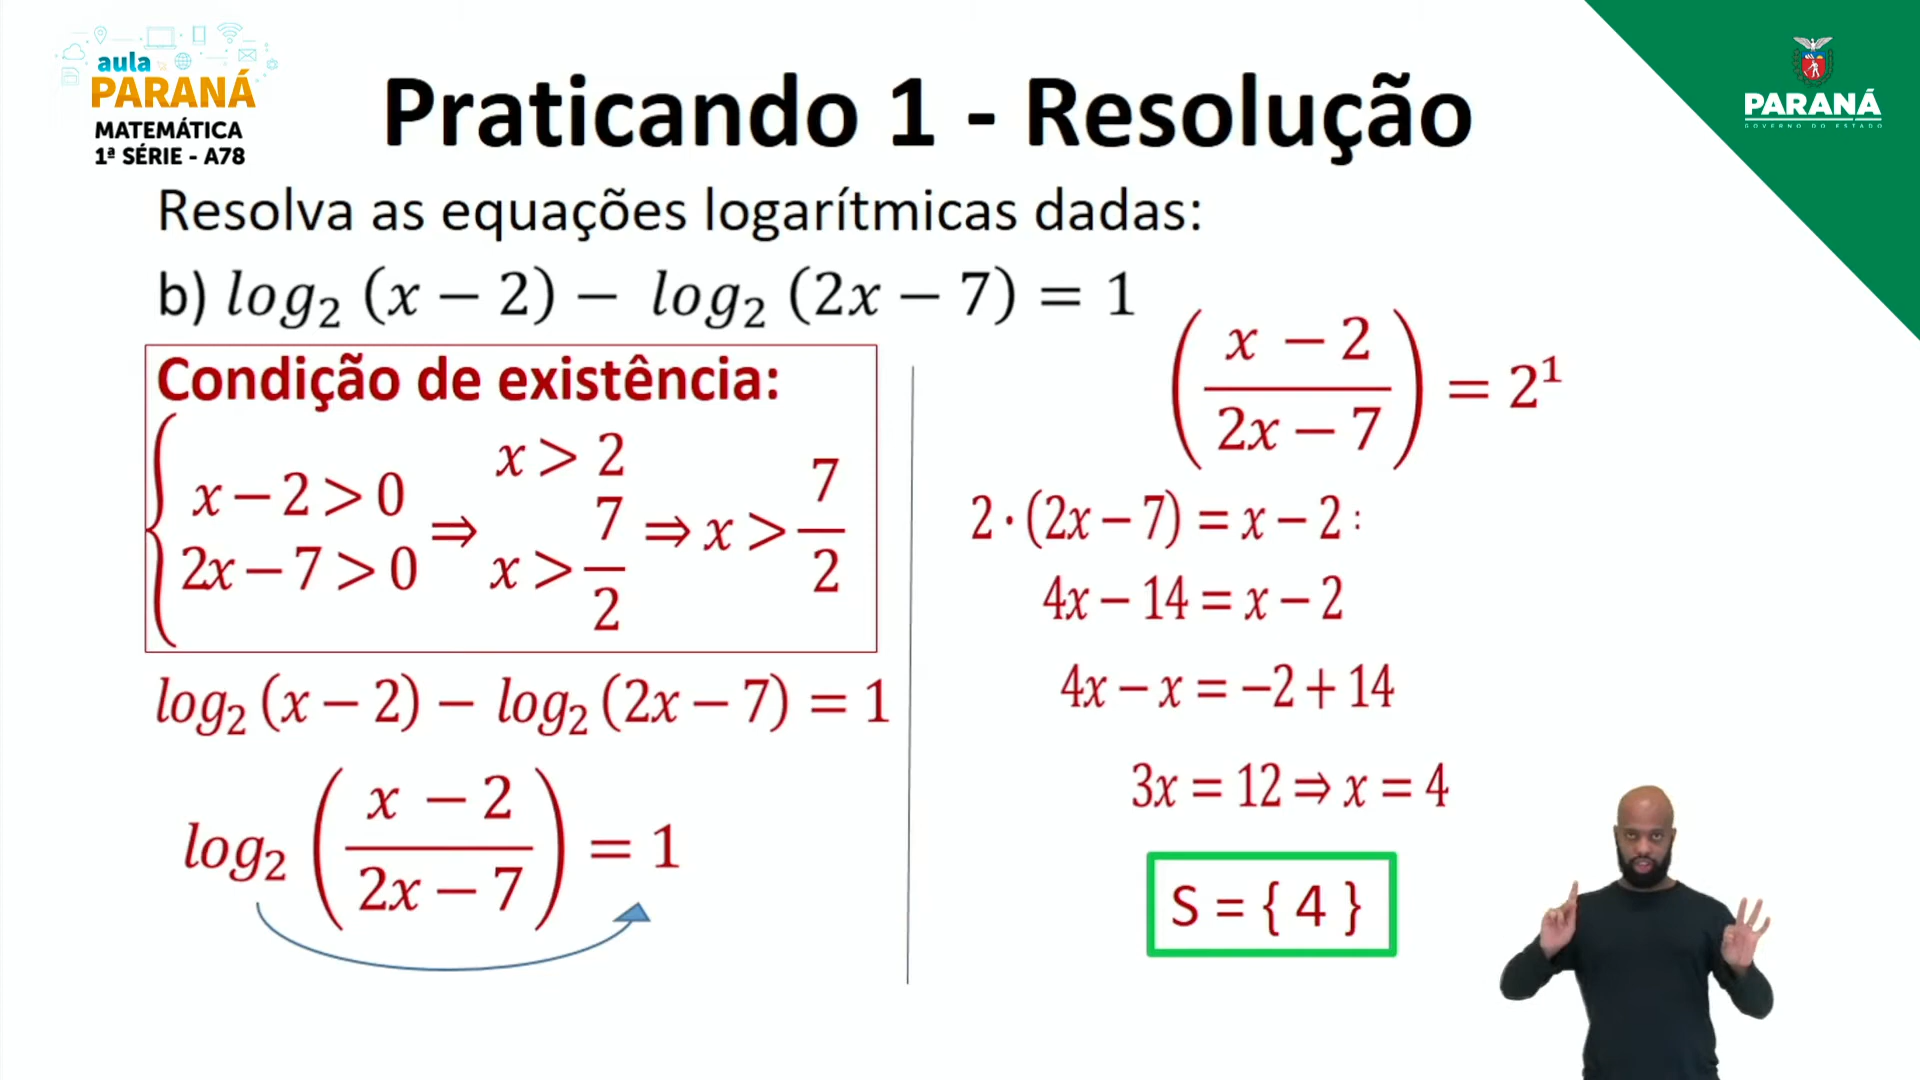 aula
PARANÁ
MATEMÁTICA
1ª SÉRIE - A78
PARANÁ
GOVERNO DO ESTADO
Praticando 1 - Resolução
Resolva as equações logarítmicas dadas:
b) log₂ (x − 2) − log₂ (2x − 7) = 1
Condição de existência:
{ x − 2 > 0 ⇒ x > 2
2x − 7 > 0 ⇒ x > 7/2 ⇒ x > 7/2
log₂ (x − 2) − log₂ (2x − 7) = 1
log₂ ((x − 2)/(2x − 7)) = 1
((x − 2)/(2x − 7)) = 2¹
2·(2x − 7) = x − 2 :
4x − 14 = x − 2
4x − x = −2 + 14
3x = 12 ⇒ x = 4
S = { 4 }